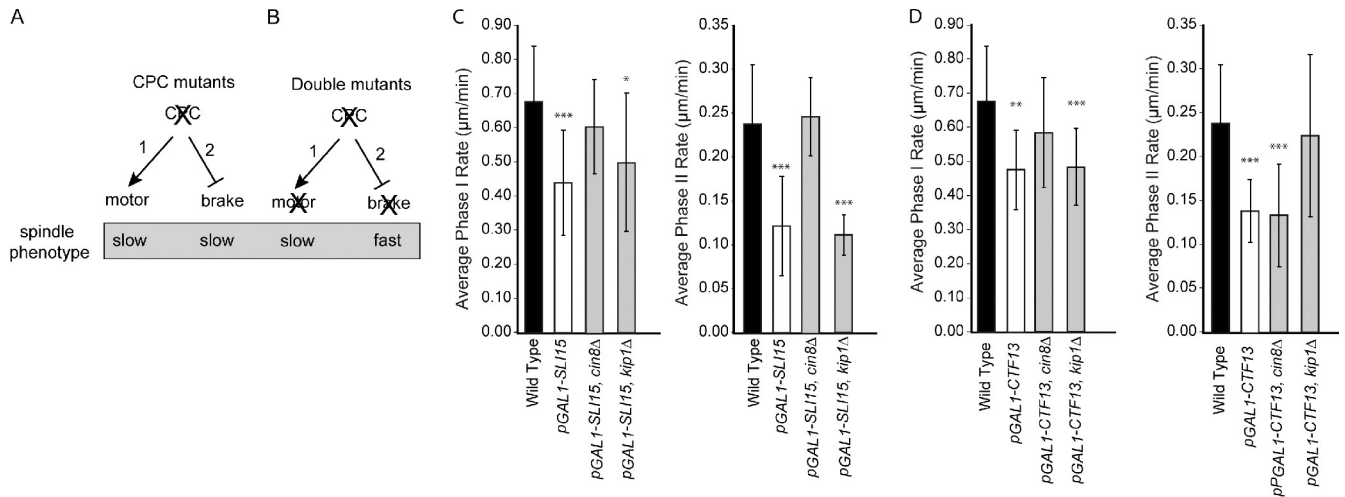 A
B
C
D
CPC mutants
CPC
1
2
motor
brake
Double mutants
CPC
1
2
motor
brake
spindle
phenotype
slow
slow
slow
fast
Average Phase I Rate (µm/min)
0.90
0.80
0.70
0.60
0.50
0.40
0.30
0.20
0.10
0.00
***
*
Wild Type
pGAL1-SLI15
pGAL1-SLI15, cin8Δ
pGAL1-SLI15, kip1Δ
Average Phase II Rate (µm/min)
0.35
0.30
0.25
0.20
0.15
0.10
0.05
0.00
***
***
Wild Type
pGAL1-SLI15
pGAL1-SLI15, cin8Δ
pGAL1-SLI15, kip1Δ
Average Phase I Rate (µm/min)
0.90
0.80
0.70
0.60
0.50
0.40
0.30
0.20
0.10
0.00
**
***
Wild Type
pGAL1-CTF13
pGAL1-CTF13, cin8Δ
pGAL1-CTF13, kip1Δ
Average Phase II Rate (µm/min)
0.35
0.30
0.25
0.20
0.15
0.10
0.05
0.00
***
***
Wild Type
pGAL1-CTF13
pPGAL1-CTF13, cin8Δ
pGAL1-CTF13, kip1Δ